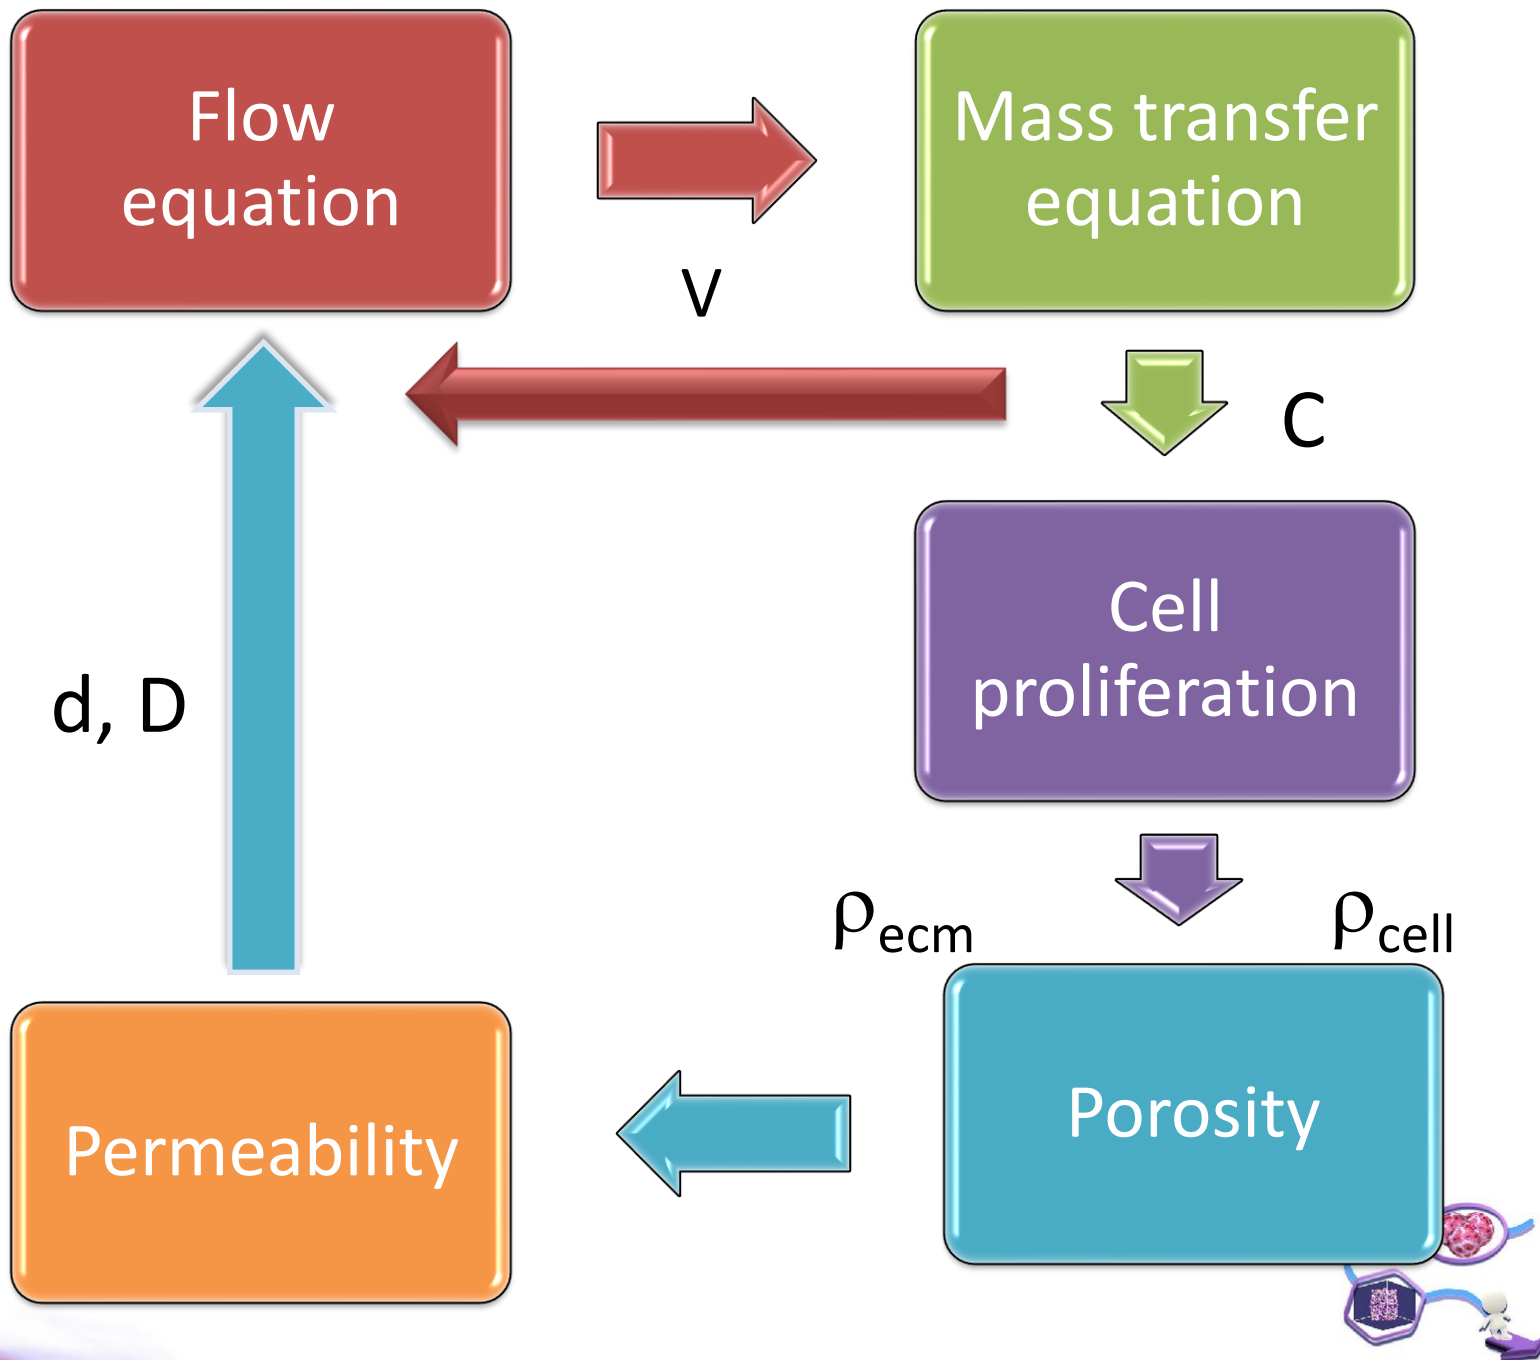 Flow
equation
Mass transfer
equation
V
C
Cell
proliferation
d, D
ρecm
ρcell
Porosity
Permeability